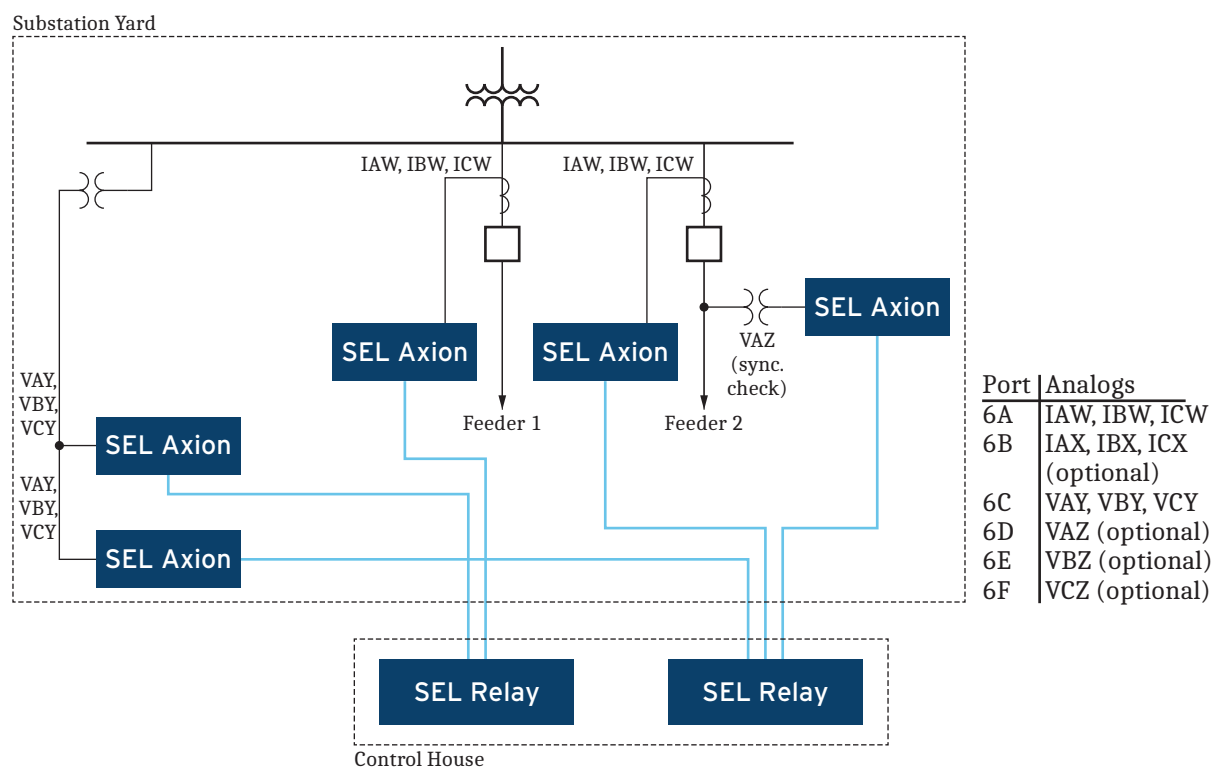 Substation Yard
IAW, IBW, ICW
IAW, IBW, ICW
SEL Axion
SEL Axion
SEL Axion
VAZ
(sync.
check)
Feeder 1
Feeder 2
VAY,
VBY,
VCY
SEL Axion
VAY,
VBY,
VCY
SEL Axion
Port Analogs
6A IAW, IBW, ICW
6B IAX, IBX, ICX
(optional)
6C VAY, VBY, VCY
6D VAZ (optional)
6E VBZ (optional)
6F VCZ (optional)
SEL Relay
SEL Relay
Control House